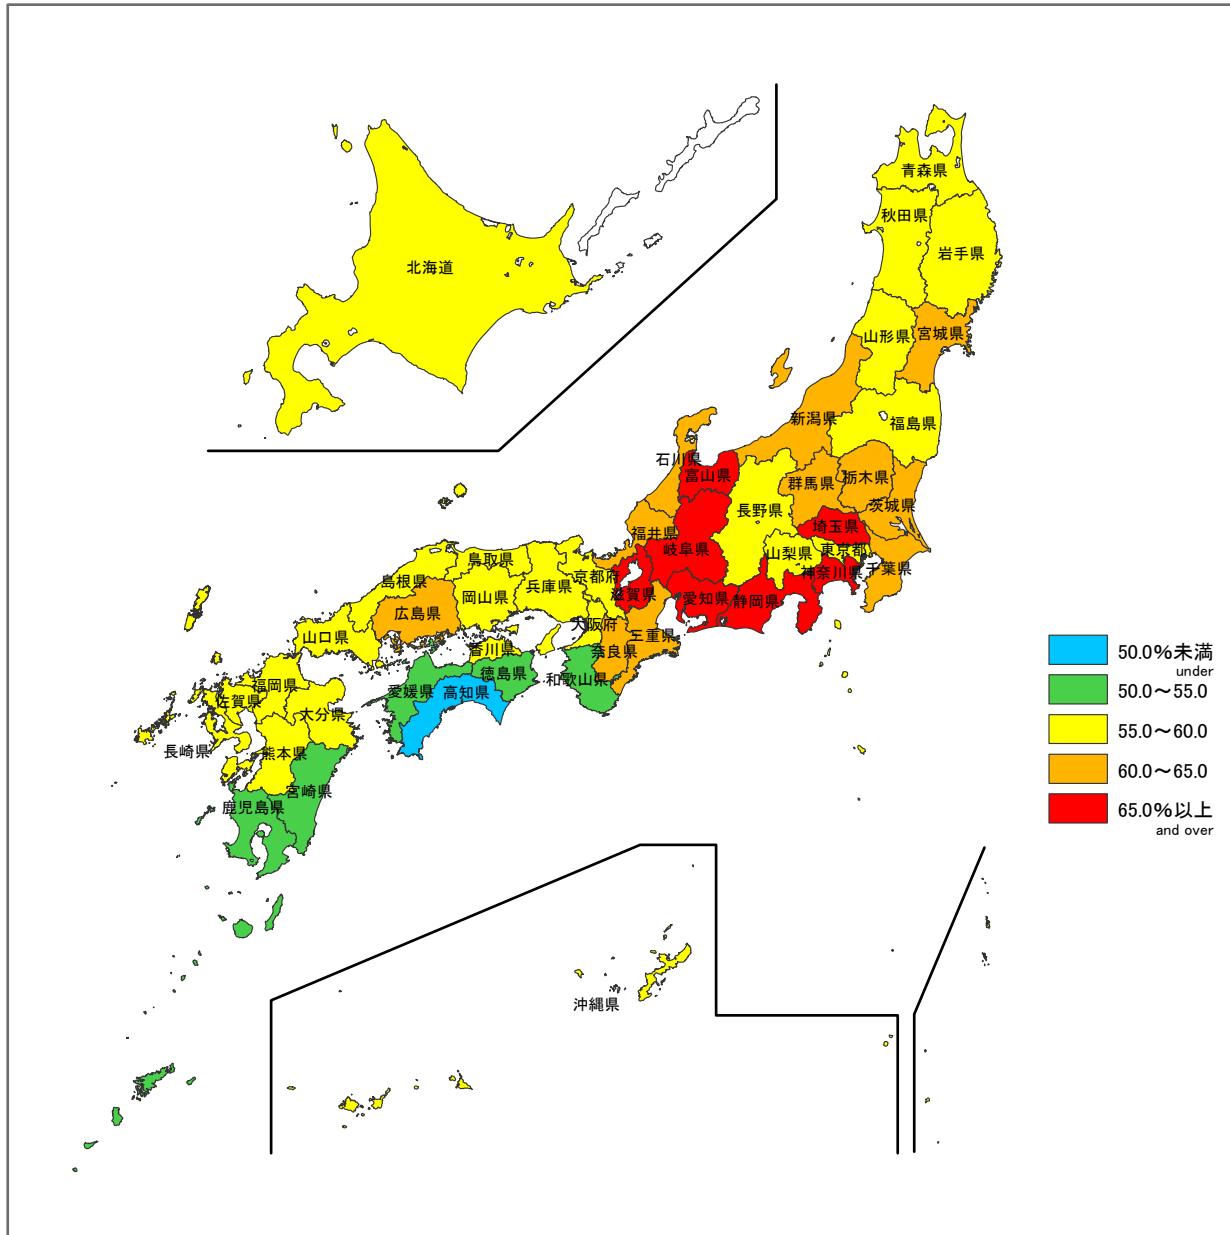 青森県
秋田県
岩手県
北海道
山形県
宮城県
新潟県
福島県
石川県
富山県
群馬県
栃木県
茨城県
長野県
埼玉県
福井県
岐阜県
山梨県
東京都
千葉県
神奈川県
鳥取県
島根県
京都府
兵庫県
滋賀県
愛知県
静岡県
岡山県
広島県
大阪府
三重県
山口県
香川県
奈良県
徳島県
和歌山県
愛媛県
高知県
福岡県
佐賀県
大分県
長崎県
熊本県
宮崎県
鹿児島県
沖縄県
50.0%未満
under
50.0～55.0
55.0～60.0
60.0～65.0
65.0%以上
and over